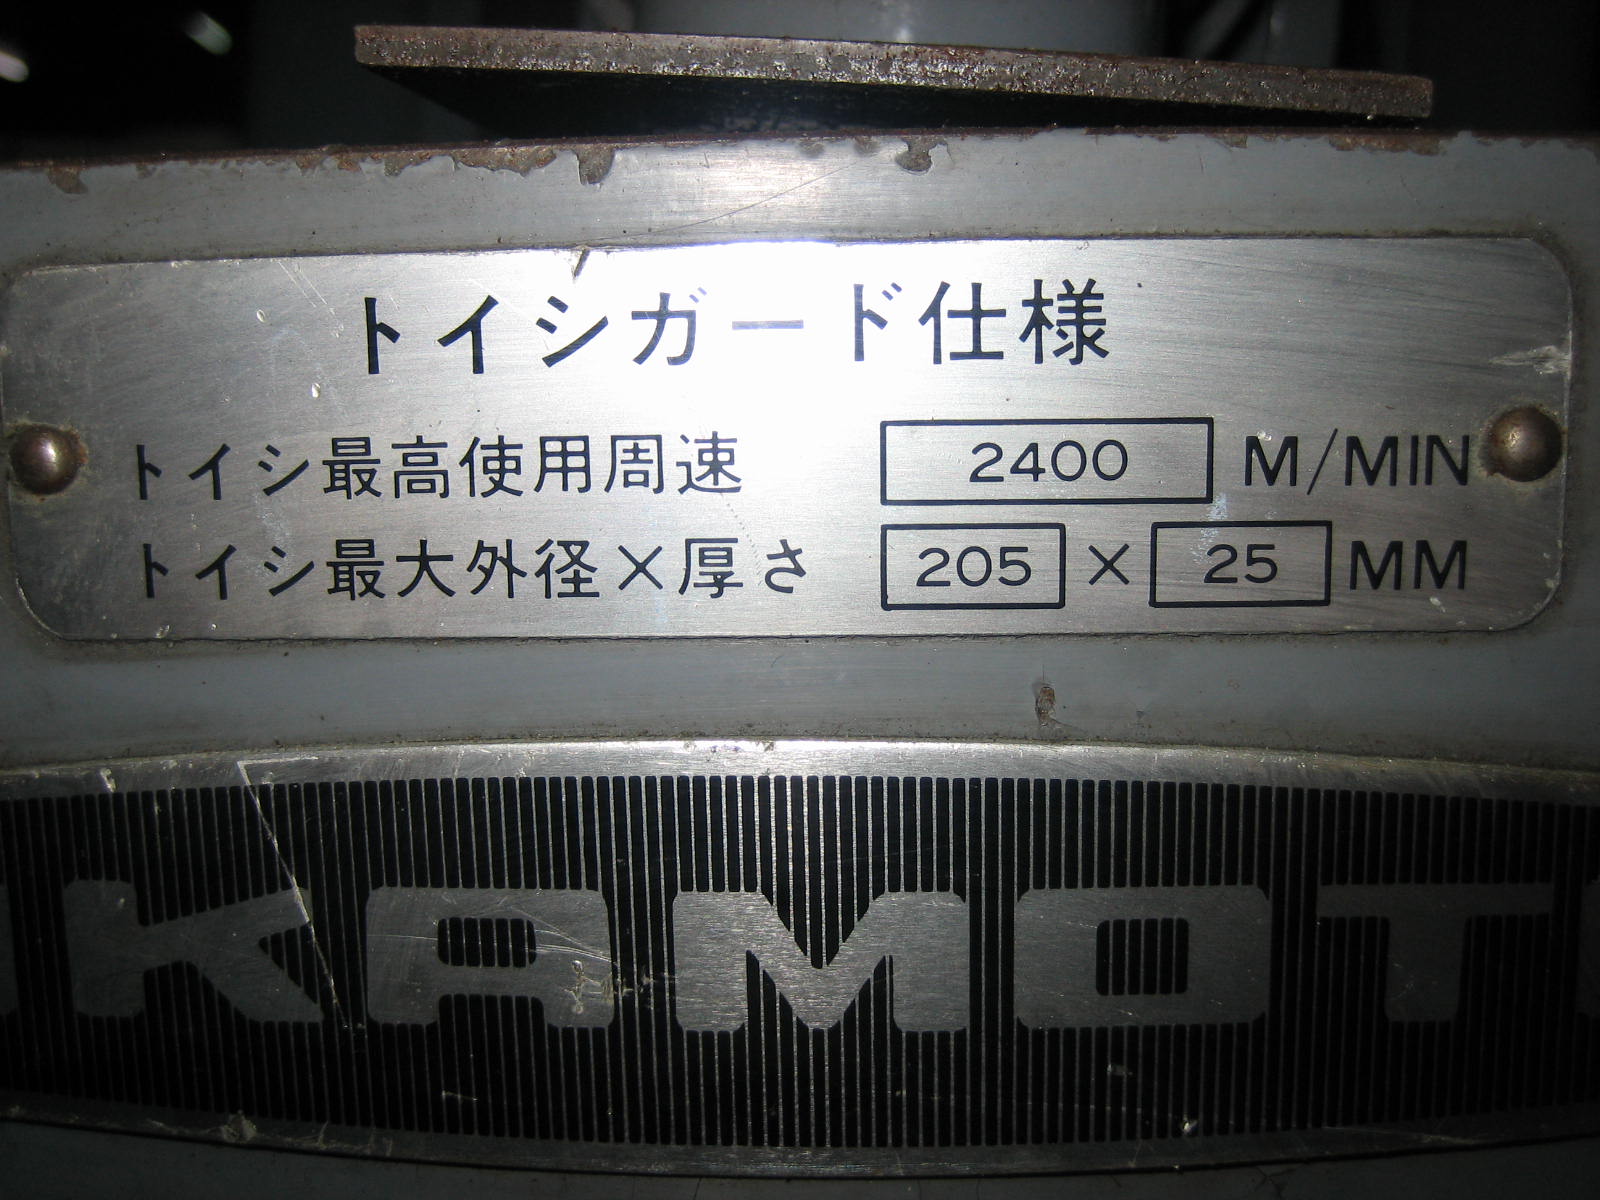 トイシガード仕様
トイシ最高使用周速 2400 M/MIN
トイシ最大外径×厚さ 205 × 25 MM
KAMOT